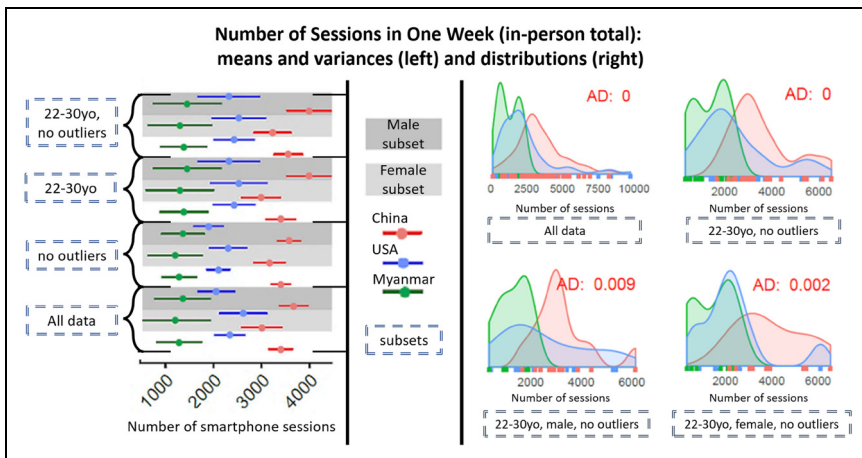 Number of Sessions in One Week (in-person total):
means and variances (left) and distributions (right)
22-30yo,
no outliers
22-30yo
no outliers
All data
1000
2000
3000
4000
Number of smartphone sessions
Male
subset
Female
subset
China
USA
Myanmar
subsets
AD: 0
0 2500 5000 7500 10000
Number of sessions
All data
AD: 0
2000 4000 6000
Number of sessions
22-30yo, no outliers
AD: 0.009
2000 4000 6000
Number of sessions
22-30yo, male, no outliers
AD: 0.002
2000 4000 6000
Number of sessions
22-30yo, female, no outliers